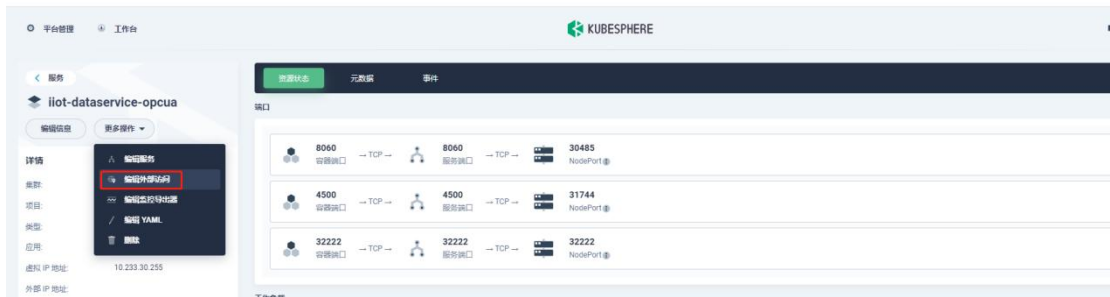 平台管理 工作台 KUBESPHERE
服务
iiot-dataservice-opcua
编辑信息 更多操作
编辑服务
编辑外部访问
编辑监控导出器
编辑 YAML
删除
详情
集群:
项目:
类型:
应用:
虚拟 IP 地址: 10.233.30.255
外部 IP 地址:
资源状态 元数据 事件
端口
8060 → TCP → 8060 → TCP → 30485
容器端口 服务端口 NodePort
4500 → TCP → 4500 → TCP → 31744
容器端口 服务端口 NodePort
32222 → TCP → 32222 → TCP → 32222
容器端口 服务端口 NodePort